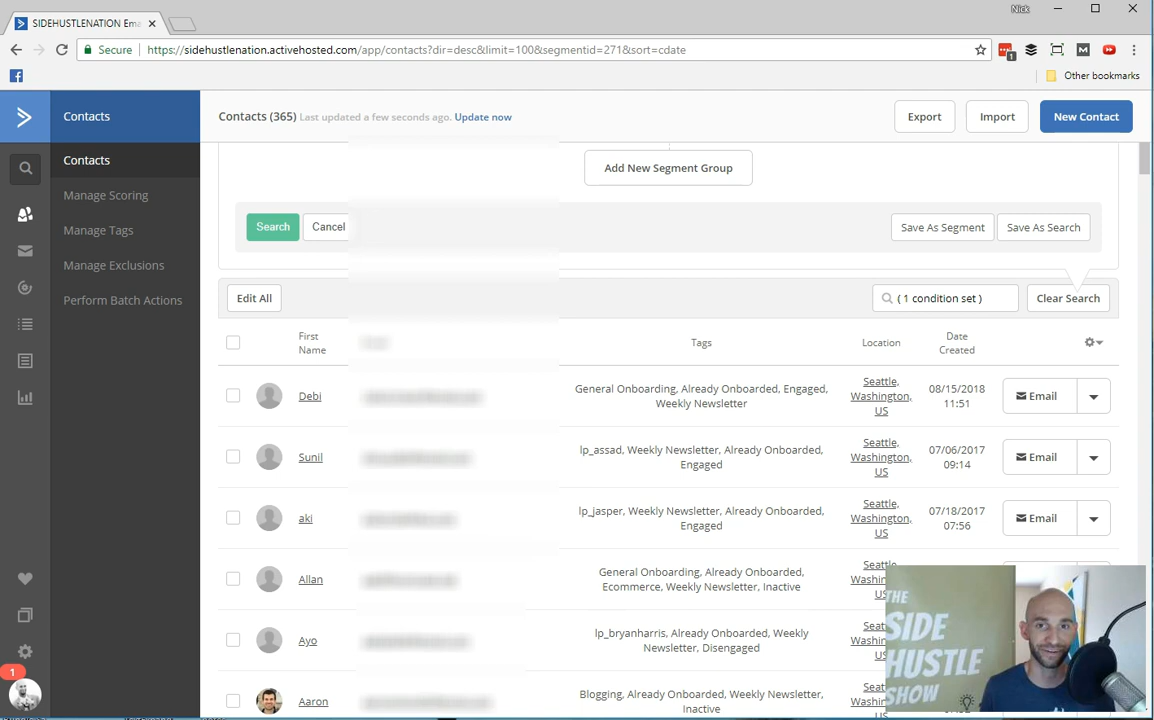 Nick
SIDEHUSTLENATION Ema
Secure
https://sidehustlenation.activehosted.com/app/contacts?dir=desc&limit=100&segmentid=271&sort=cdate
1
M
Other bookmarks
Contacts
Contacts (365) Last updated a few seconds ago. Update now
Export
Import
New Contact
Contacts
Manage Scoring
Manage Tags
Manage Exclusions
Perform Batch Actions
Add New Segment Group
Search
Cancel
Save As Segment
Save As Search
Edit All
( 1 condition set )
Clear Search
First
Name
Tags
Location
Date
Created
Debi
General Onboarding, Already Onboarded, Engaged,
Weekly Newsletter
Seattle,
Washington,
US
08/15/2018
11:51
Email
Sunil
lp_assad, Weekly Newsletter, Already Onboarded,
Engaged
Seattle,
Washington,
US
07/06/2017
09:14
Email
aki
lp_jasper, Weekly Newsletter, Already Onboarded,
Engaged
Seattle,
Washington,
US
07/18/2017
07:56
Email
Allan
General Onboarding, Already Onboarded,
Ecommerce, Weekly Newsletter, Inactive
Ayo
lp_bryanharris, Already Onboarded, Weekly
Newsletter, Disengaged
Aaron
Blogging, Already Onboarded, Weekly Newsletter,
Inactive
1
THE
SIDE
HUSTLE
SHOW